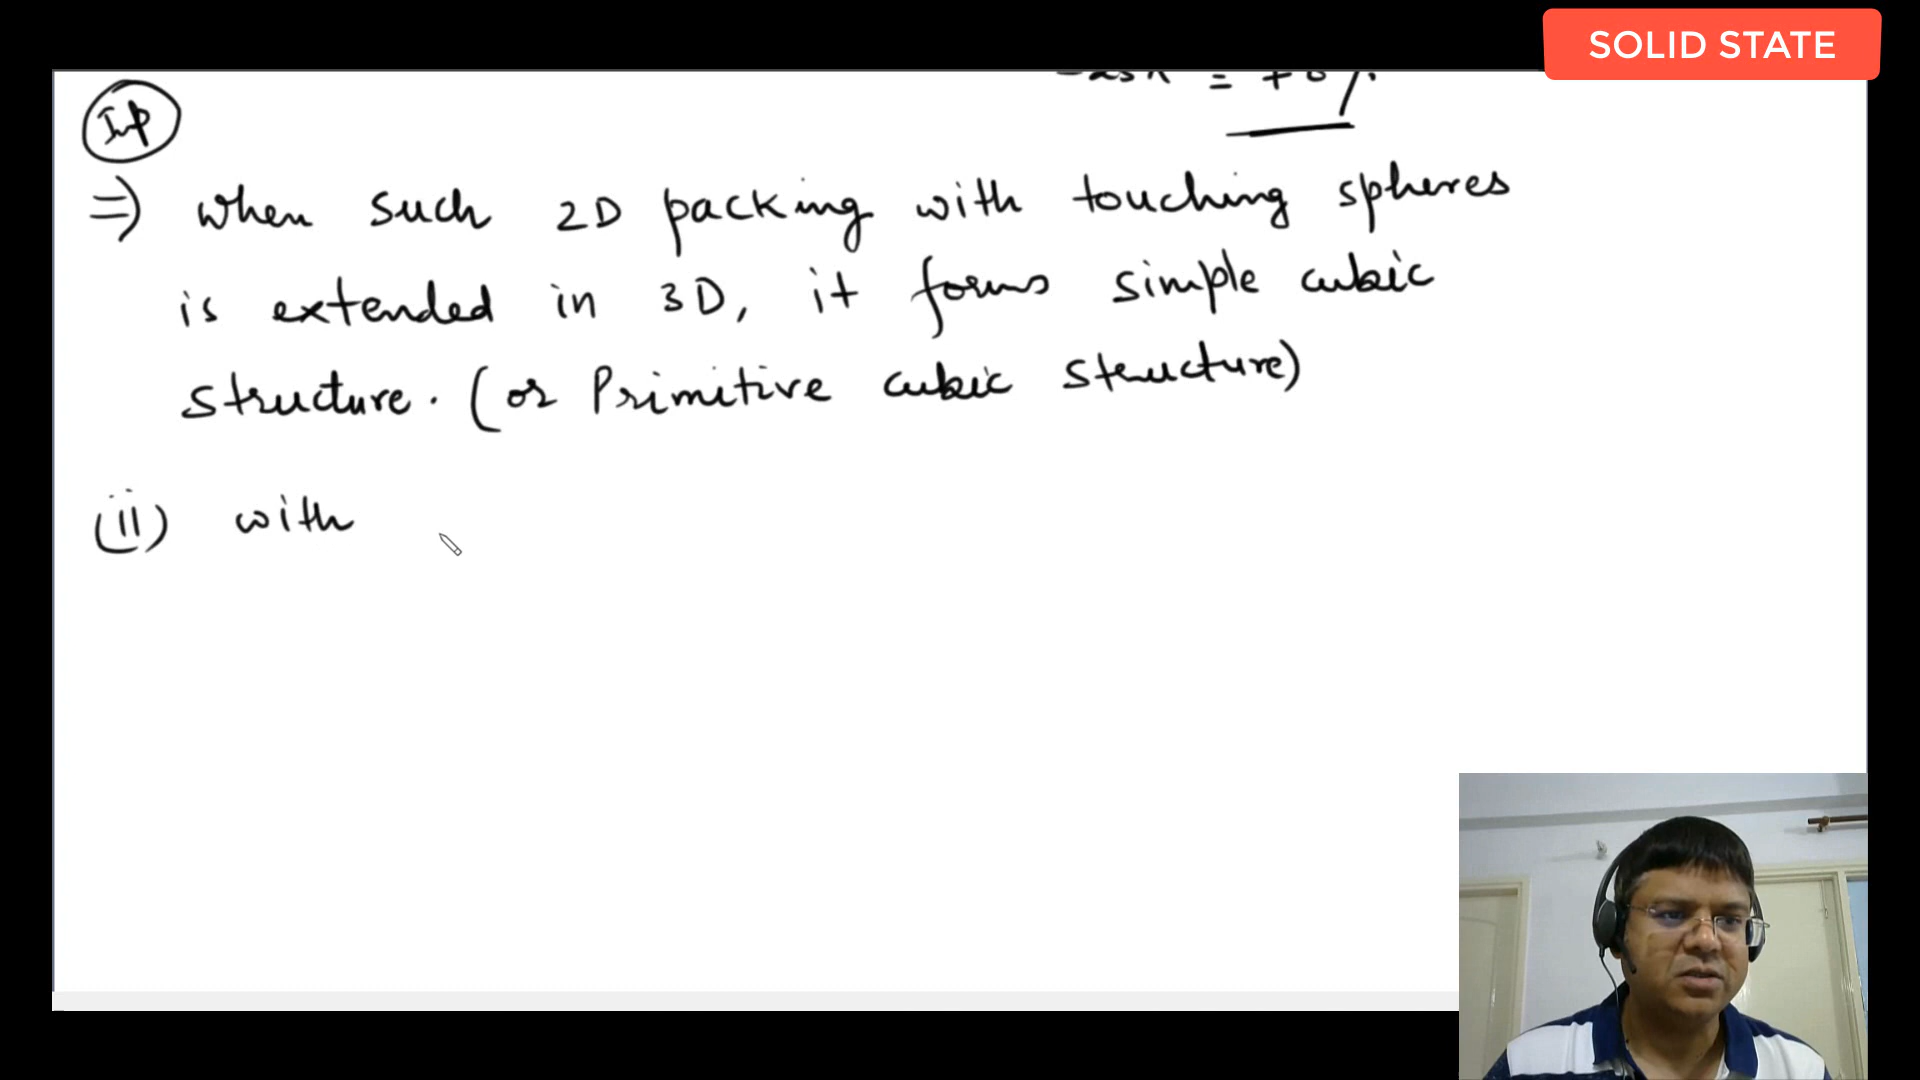 SOLID STATE
Imp
=
⇒ when such 2D packing with touching spheres
is extended in 3D, it forms simple cubic
structure. (or Primitive cubic structure)
(ii) with